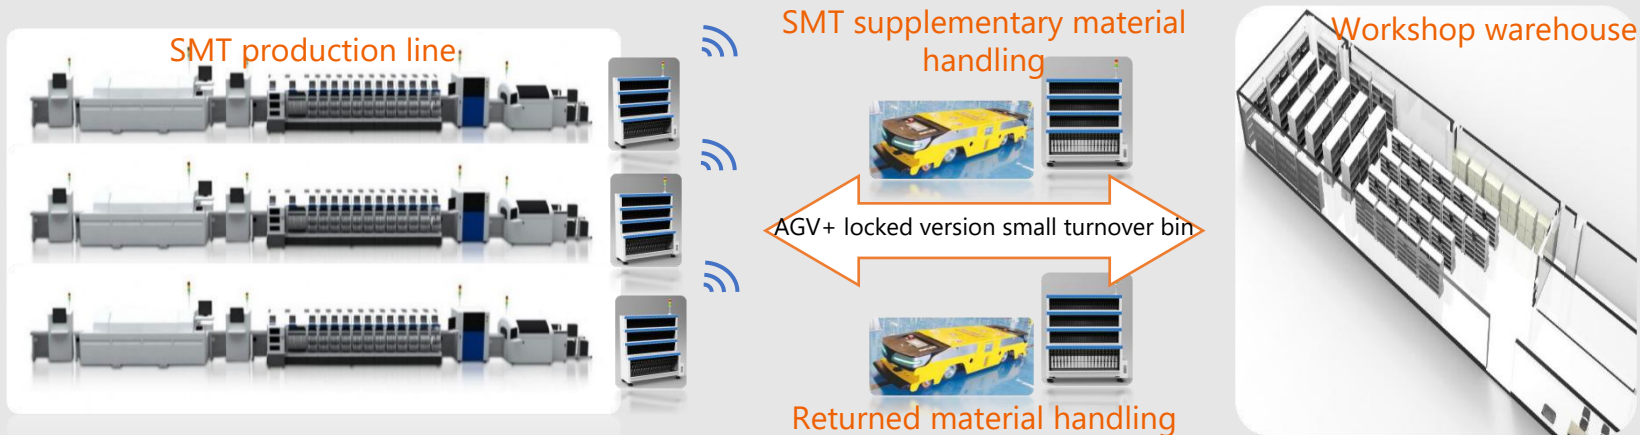 SMT production line
SMT supplementary material
handling
Workshop warehouse
AGV+ locked version small turnover bin
Returned material handling